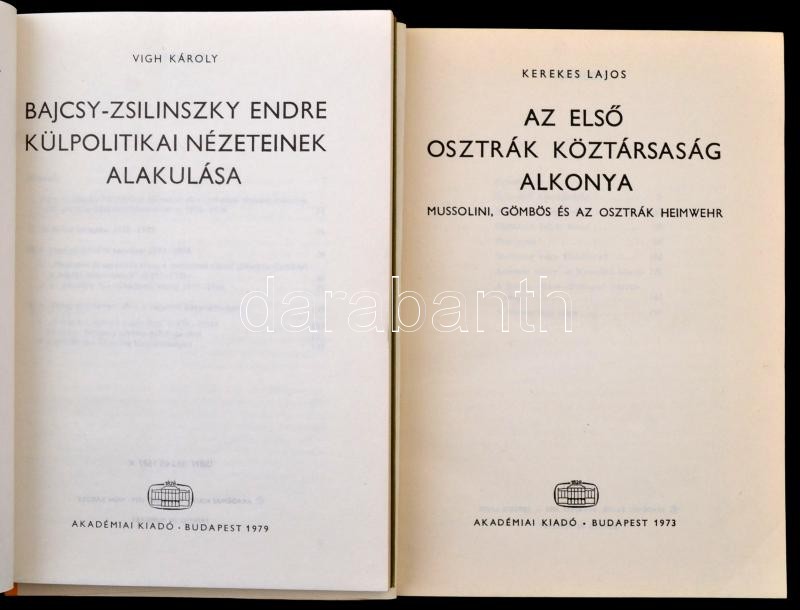 VIGH KÁROLY
BAJCSY-ZSILINSZKY ENDRE
KÜLPOLITIKAI NÉZETEINEK
ALAKULÁSA
AKADÉMIAI KIADÓ • BUDAPEST 1979
KEREKES LAJOS
AZ ELSŐ
OSZTRÁK KÖZTÁRSASÁG
ALKONYA
MUSSOLINI, GÖMBÖS ÉS AZ OSZTRÁK HEIMWEHR
AKADÉMIAI KIADÓ • BUDAPEST 1973
darabanth